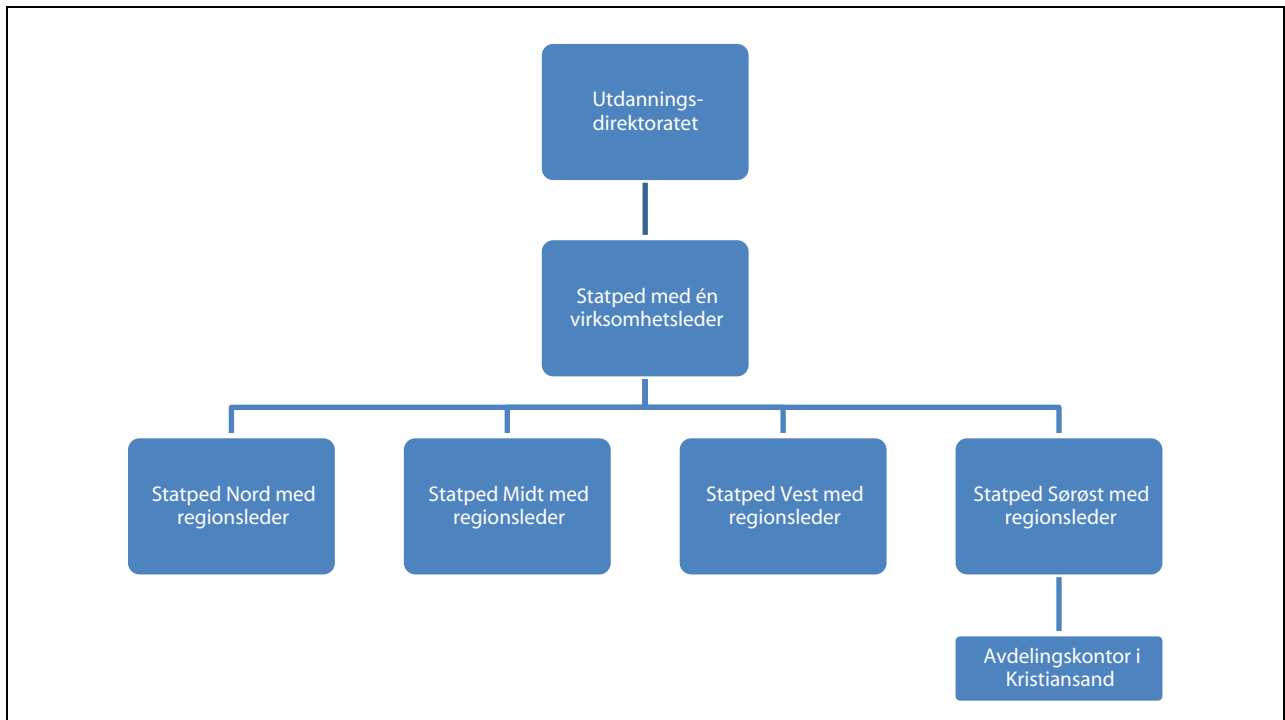 Utdannings-
direktoratet
Statped med én
virksomhetsleder
Statped Nord med
regionsleder
Statped Midt med
regionsleder
Statped Vest med
regionsleder
Statped Sørøst med
regionsleder
Avdelingskontor i
Kristiansand